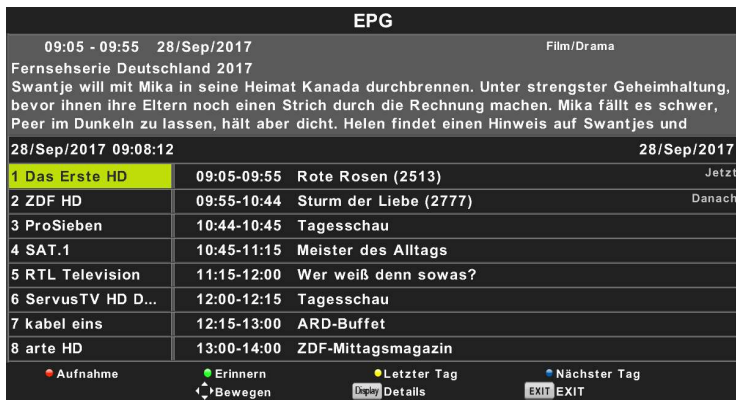 EPG
09:05 - 09:55 28/Sep/2017 Film/Drama
Fernsehserie Deutschland 2017
Swantje will mit Mika in seine Heimat Kanada durchbrennen. Unter strengster Geheimhaltung,
bevor ihnen ihre Eltern noch einen Strich durch die Rechnung machen. Mika fällt es schwer,
Peer im Dunkeln zu lassen, hält aber dicht. Helen findet einen Hinweis auf Swantjes und
28/Sep/2017 09:08:12 28/Sep/2017
1 Das Erste HD 09:05-09:55 Rote Rosen (2513) Jetzt
2 ZDF HD 09:55-10:44 Sturm der Liebe (2777) Danach
3 ProSieben 10:44-10:45 Tagesschau
4 SAT.1 10:45-11:15 Meister des Alltags
5 RTL Television 11:15-12:00 Wer weiß denn sowas?
6 ServusTV HD D... 12:00-12:15 Tagesschau
7 kabel eins 12:15-13:00 ARD-Buffet
8 arte HD 13:00-14:00 ZDF-Mittagsmagazin
Aufnahme Erinnern Letzter Tag Nächster Tag
Bewegen Display Details EXIT EXIT